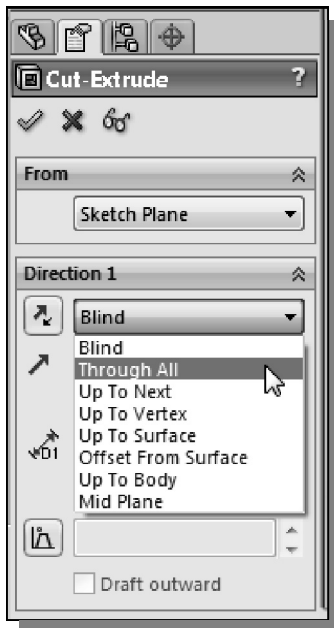 Cut-Extrude ?
From
Sketch Plane
Direction 1
Blind
Blind
Through All
Up To Next
Up To Vertex
Up To Surface
D1
Offset From Surface
Up To Body
Mid Plane
Draft outward